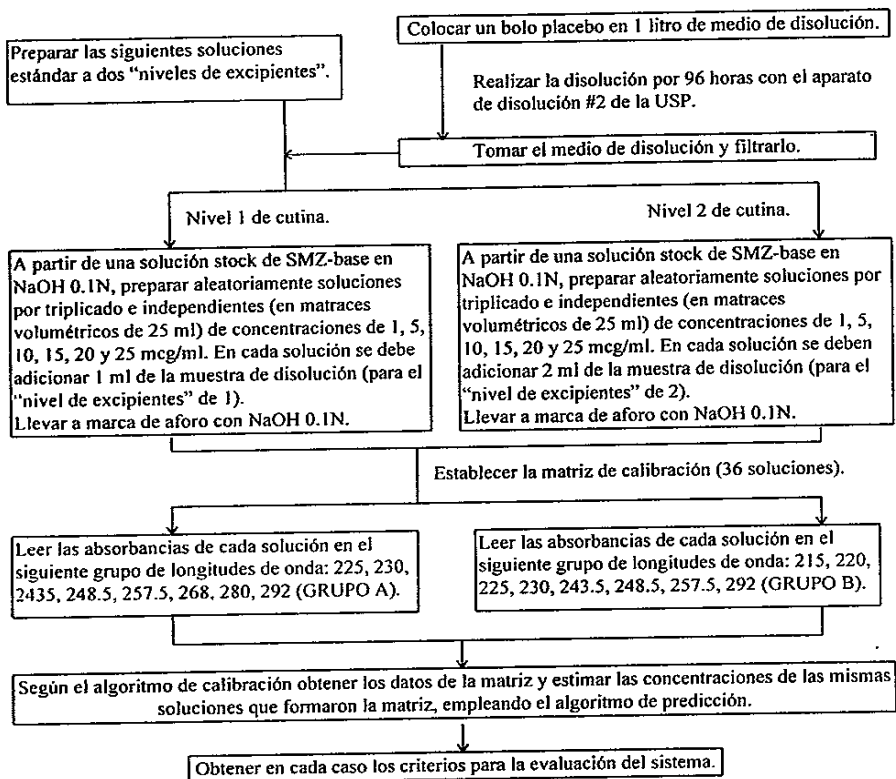 Preparar las siguientes soluciones
estándar a dos "niveles de excipientes".
Colocar un bolo placebo en 1 litro de medio de disolución.
Realizar la disolución por 96 horas con el aparato
de disolución #2 de la USP.
Tomar el medio de disolución y filtrarlo.
Nivel 1 de cutina.
Nivel 2 de cutina.
A partir de una solución stock de SMZ-base en
NaOH 0.1N, preparar aleatoriamente soluciones
por triplicado e independientes (en matraces
volumétricos de 25 ml) de concentraciones de 1, 5,
10, 15, 20 y 25 mcg/ml. En cada solución se debe
adicionar 1 ml de la muestra de disolución (para el
"nivel de excipientes" de 1).
Llevar a marca de aforo con NaOH 0.1N.
A partir de una solución stock de SMZ-base en
NaOH 0.1N, preparar aleatoriamente soluciones por
triplicado e independientes (en matraces
volumétricos de 25 ml) de concentraciones de 1, 5,
10, 15, 20 y 25 mcg/ml. En cada solución se deben
adicionar 2 ml de la muestra de disolución (para el
"nivel de excipientes" de 2).
Llevar a marca de aforo con NaOH 0.1N.
Establecer la matriz de calibración (36 soluciones).
Leer las absorbancias de cada solución en el
siguiente grupo de longitudes de onda: 225, 230,
2435, 248.5, 257.5, 268, 280, 292 (GRUPO A).
Leer las absorbancias de cada solución en el
siguiente grupo de longitudes de onda: 215, 220,
225, 230, 243.5, 248.5, 257.5, 292 (GRUPO B).
Según el algoritmo de calibración obtener los datos de la matriz y estimar las concentraciones de las mismas
soluciones que formaron la matriz, empleando el algoritmo de predicción.
Obtener en cada caso los criterios para la evaluación del sistema.